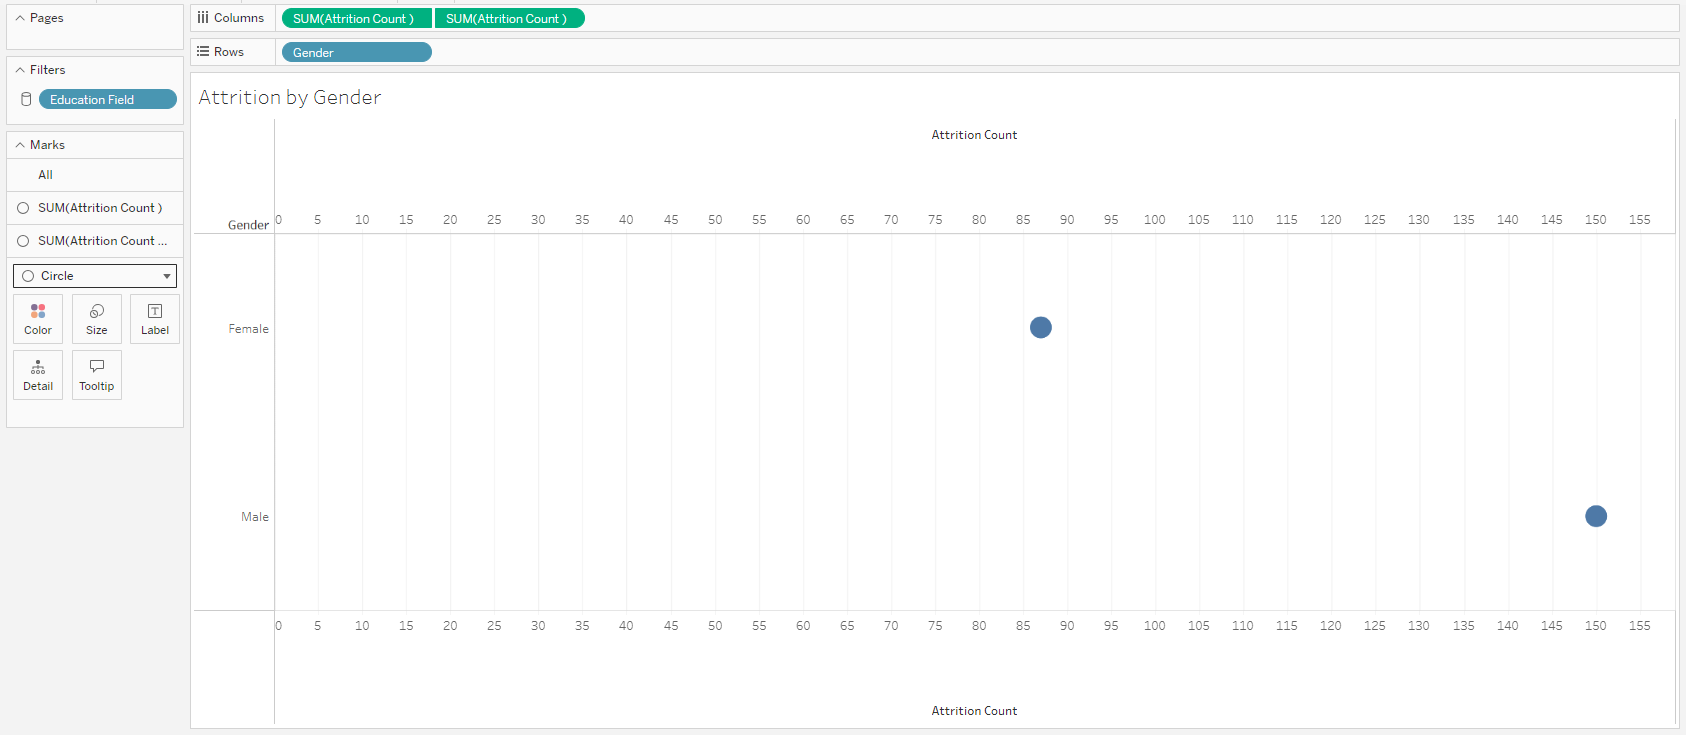 Pages
Filters
Education Field
Marks
All
SUM(Attrition Count )
SUM(Attrition Count ...
Circle
Color Size Label
Detail Tooltip
Columns SUM(Attrition Count ) SUM(Attrition Count )
Rows Gender
Attrition by Gender
Attrition Count
Gender 0 5 10 15 20 25 30 35 40 45 50 55 60 65 70 75 80 85 90 95 100 105 110 115 120 125 130 135 140 145 150 155
Female
Male
0 5 10 15 20 25 30 35 40 45 50 55 60 65 70 75 80 85 90 95 100 105 110 115 120 125 130 135 140 145 150 155
Attrition Count